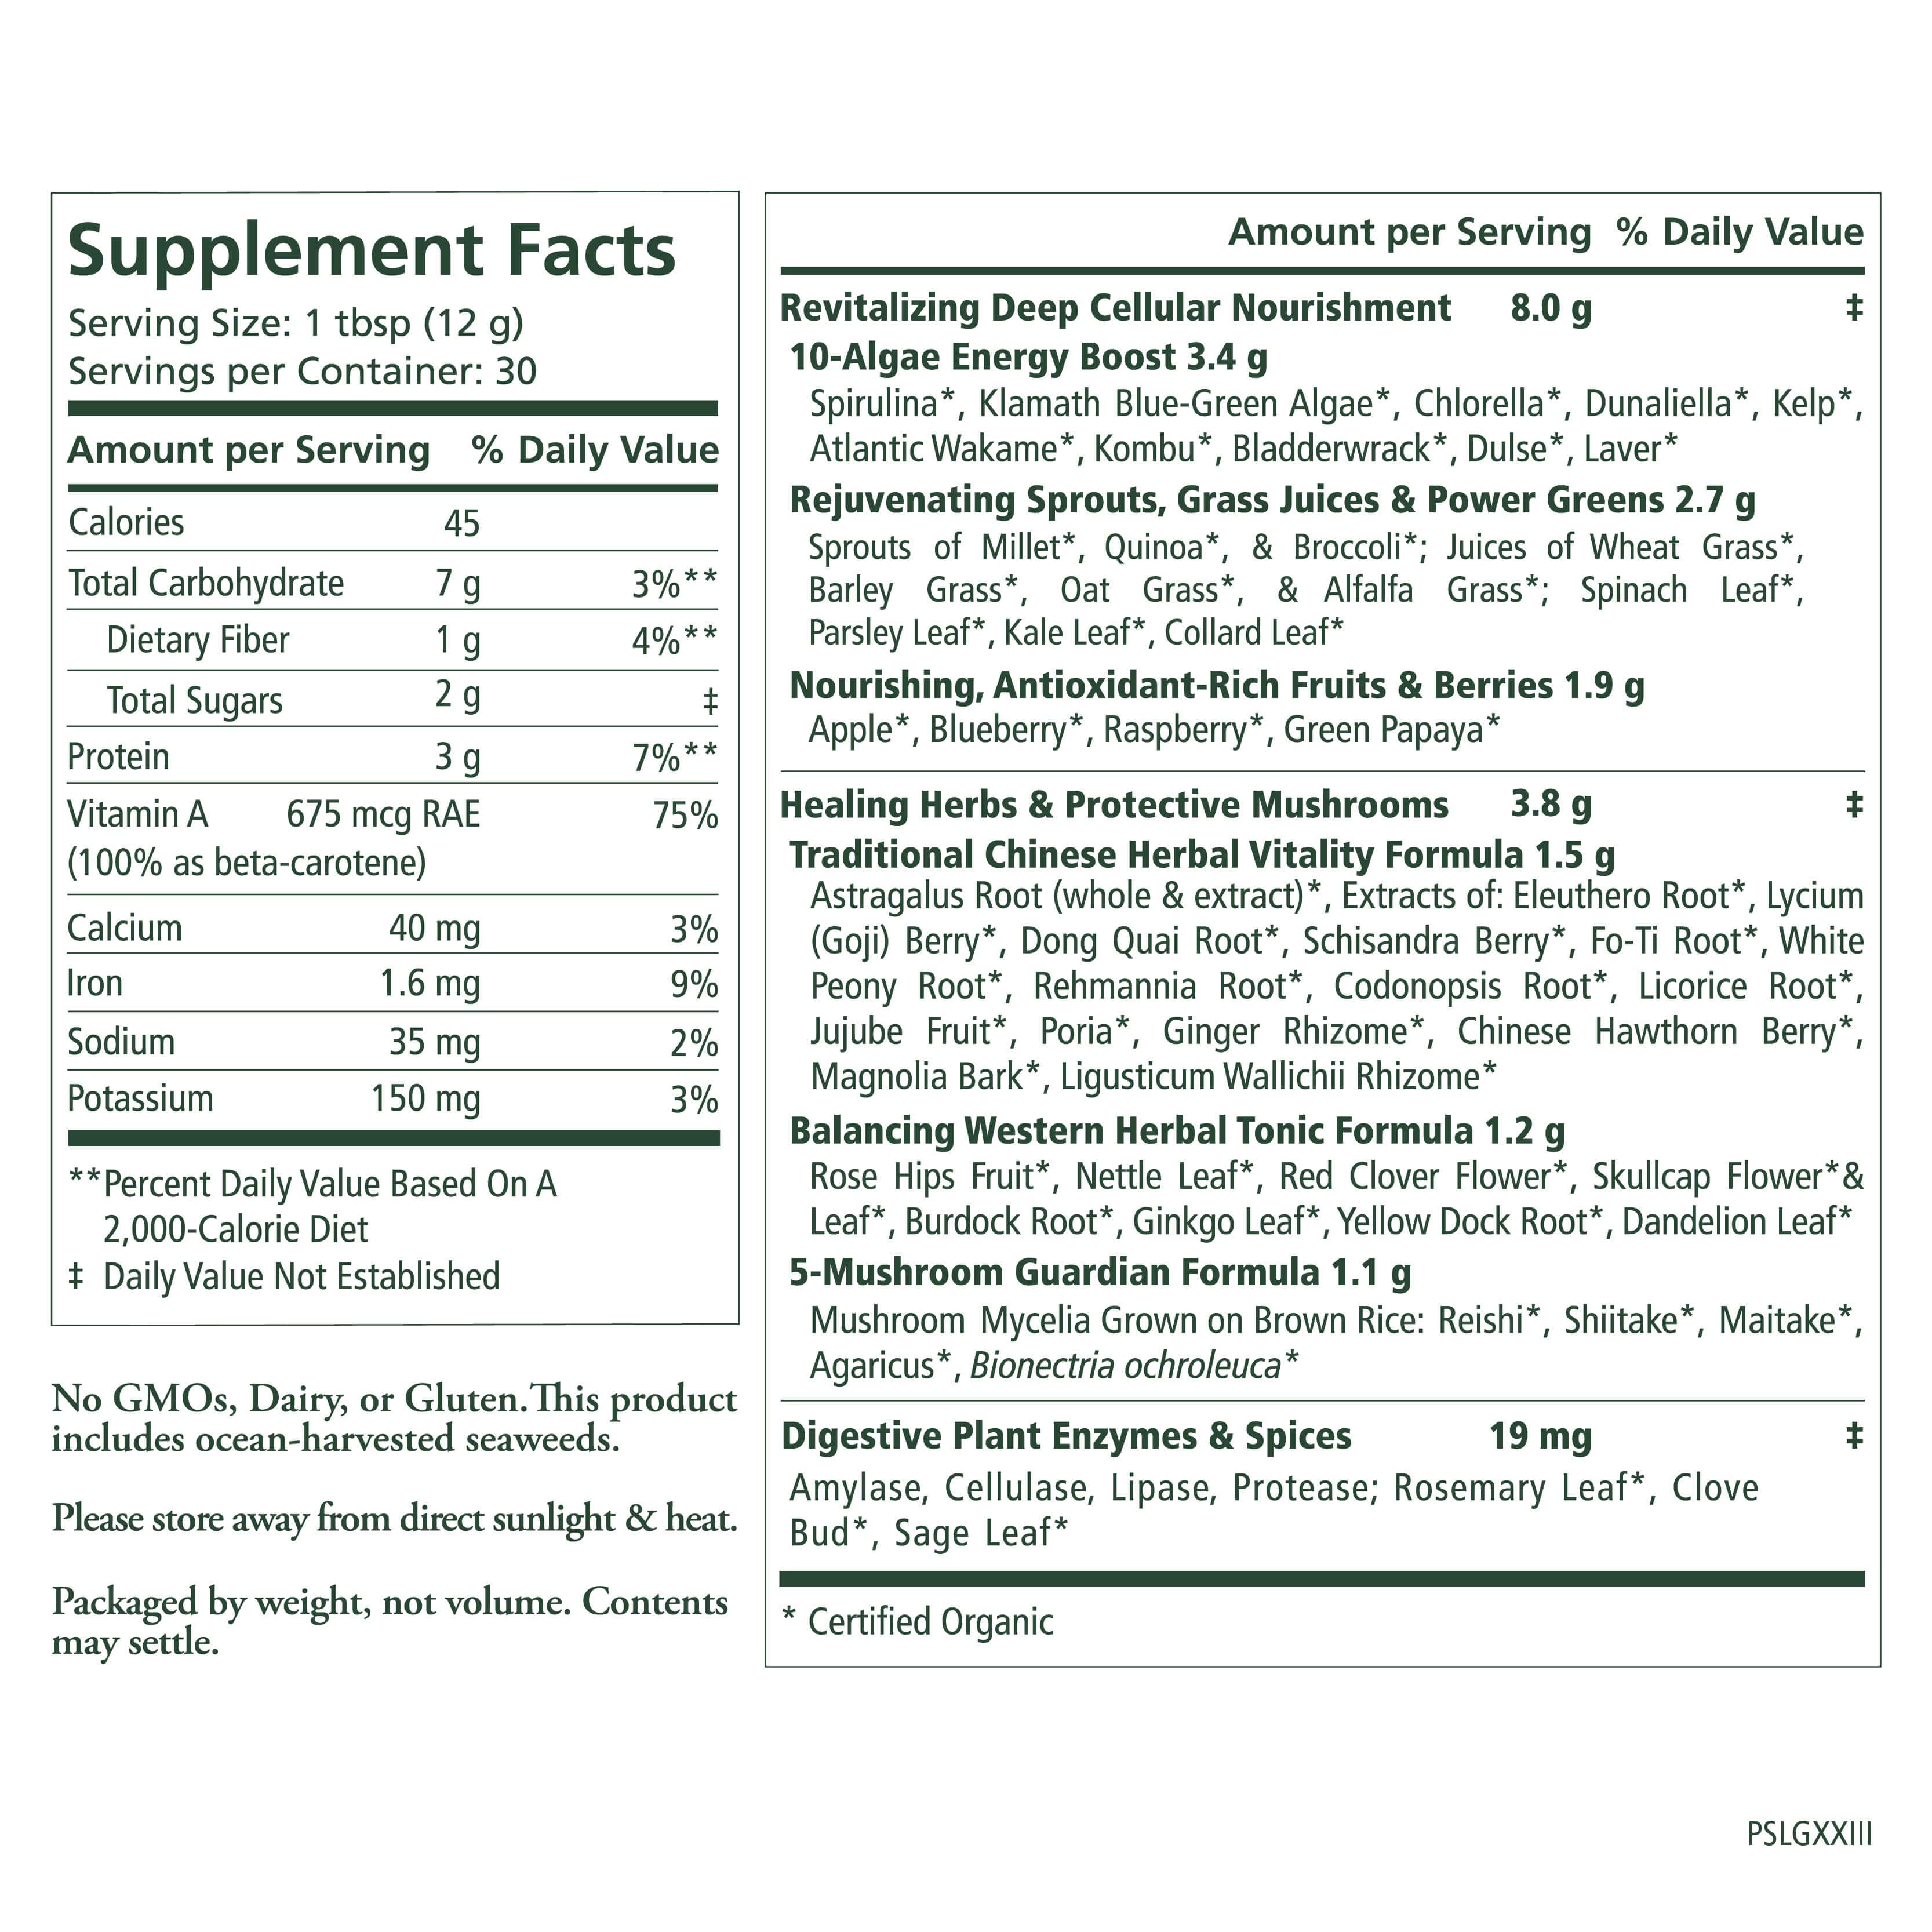 Supplement Facts
Serving Size: 1 tbsp (12 g)
Servings per Container: 30
Amount per Serving % Daily Value
Calories 45
Total Carbohydrate 7 g 3%**
Dietary Fiber 1 g 4%**
Total Sugars 2 g ‡
Protein 3 g 7%**
Vitamin A 675 mcg RAE 75%
(100% as beta-carotene)
Calcium 40 mg 3%
Iron 1.6 mg 9%
Sodium 35 mg 2%
Potassium 150 mg 3%
**Percent Daily Value Based On A
2,000-Calorie Diet
‡ Daily Value Not Established
No GMOs, Dairy, or Gluten.This product
includes ocean-harvested seaweeds.
Please store away from direct sunlight & heat.
Packaged by weight, not volume. Contents
may settle.
Amount per Serving % Daily Value
Revitalizing Deep Cellular Nourishment 8.0 g ‡
10-Algae Energy Boost 3.4 g
Spirulina*, Klamath Blue-Green Algae*, Chlorella*, Dunaliella*, Kelp*,
Atlantic Wakame*, Kombu*, Bladderwrack*, Dulse*, Laver*
Rejuvenating Sprouts, Grass Juices & Power Greens 2.7 g
Sprouts of Millet*, Quinoa*, & Broccoli*; Juices of Wheat Grass*,
Barley Grass*, Oat Grass*, & Alfalfa Grass*; Spinach Leaf*,
Parsley Leaf*, Kale Leaf*, Collard Leaf*
Nourishing, Antioxidant-Rich Fruits & Berries 1.9 g
Apple*, Blueberry*, Raspberry*, Green Papaya*
Healing Herbs & Protective Mushrooms 3.8 g ‡
Traditional Chinese Herbal Vitality Formula 1.5 g
Astragalus Root (whole & extract)*, Extracts of: Eleuthero Root*, Lycium
(Goji) Berry*, Dong Quai Root*, Schisandra Berry*, Fo-Ti Root*, White
Peony Root*, Rehmannia Root*, Codonopsis Root*, Licorice Root*,
Jujube Fruit*, Poria*, Ginger Rhizome*, Chinese Hawthorn Berry*,
Magnolia Bark*, Ligusticum Wallichii Rhizome*
Balancing Western Herbal Tonic Formula 1.2 g
Rose Hips Fruit*, Nettle Leaf*, Red Clover Flower*, Skullcap Flower*&
Leaf*, Burdock Root*, Ginkgo Leaf*, Yellow Dock Root*, Dandelion Leaf*
5-Mushroom Guardian Formula 1.1 g
Mushroom Mycelia Grown on Brown Rice: Reishi*, Shiitake*, Maitake*,
Agaricus*, Bionectria ochroleuca*
Digestive Plant Enzymes & Spices 19 mg ‡
Amylase, Cellulase, Lipase, Protease; Rosemary Leaf*, Clove
Bud*, Sage Leaf*
* Certified Organic
PSLGXXIII